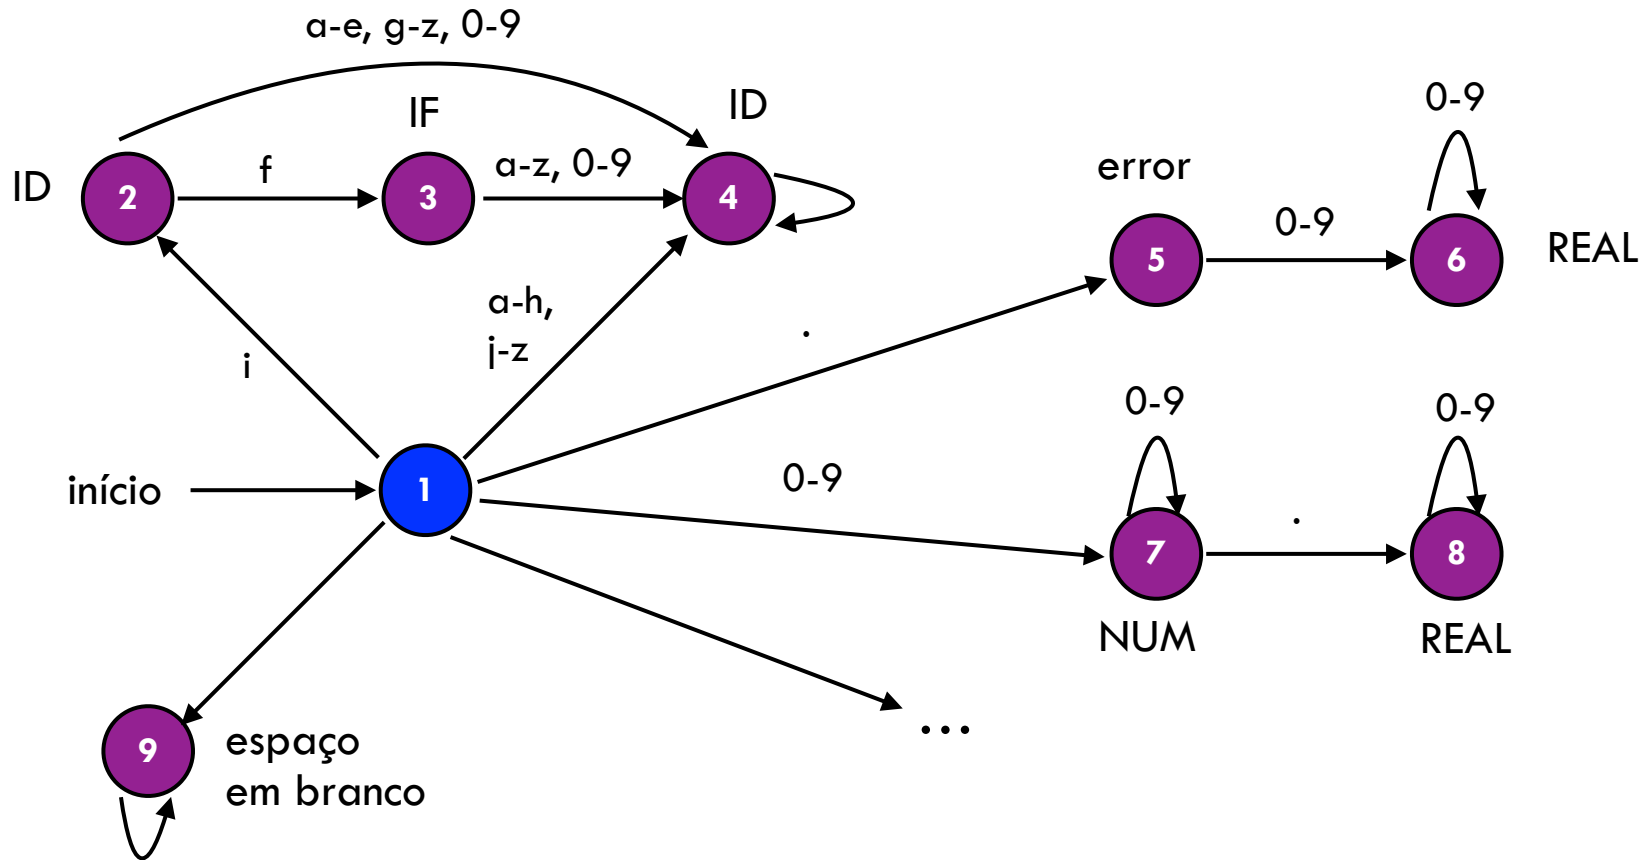 a-e, g-z, 0-9
IF
ID
0-9
ID
2
f
3
a-z, 0-9
4
error
5
0-9
6
REAL
a-h,
j-z
.
i
início
1
0-9
0-9
0-9
7
.
8
NUM
REAL
9
espaço
em branco
...